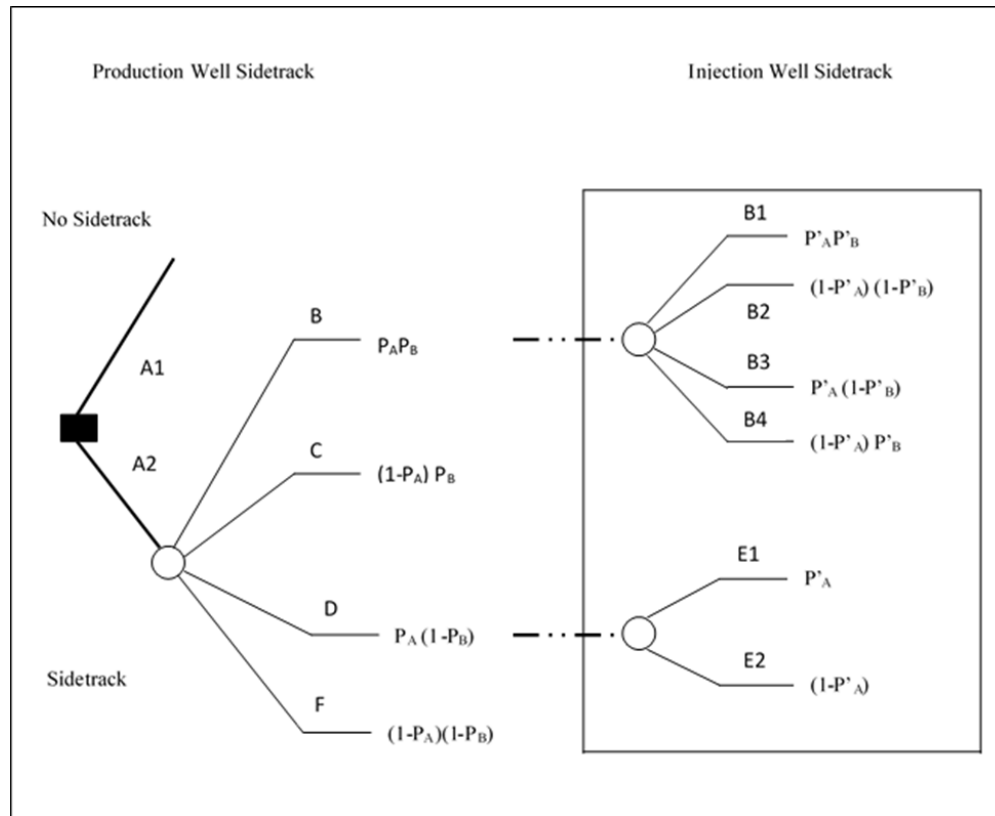 Production Well Sidetrack
Injection Well Sidetrack
No Sidetrack
A1
A2
Sidetrack
B
PAPB
C
(1-PA) PB
D
PA (1-PB)
F
(1-PA)(1-PB)
B1
P'AP'B
(1-P'A) (1-P'B)
B2
B3
P'A (1-P'B)
B4
(1-P'A) P'B
E1
P'A
E2
(1-P'A)